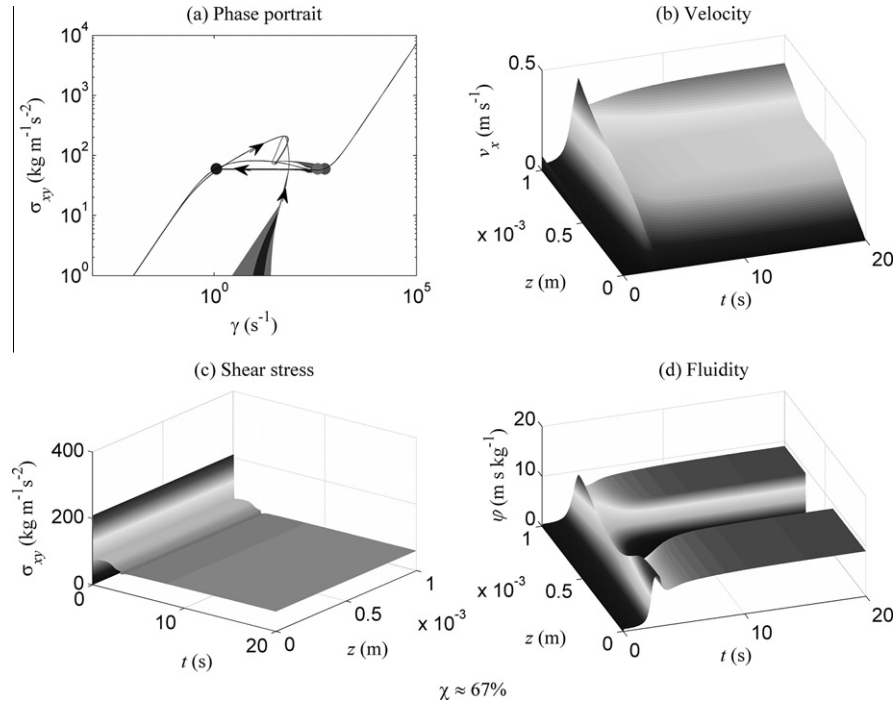 (a) Phase portrait
10^4
10^3
10^2
10^1
10^0
σ_xy (kg m^-1 s^-2)
10^0
10^5
γ (s^-1)
(b) Velocity
0.5
0
v_x (m s^-1)
1
0.5
0
x 10^-3
z (m)
0
10
20
t (s)
(c) Shear stress
400
200
0
σ_xy (kg m^-1 s^-2)
0
10
20
t (s)
0
0.5
1
x 10^-3
z (m)
(d) Fluidity
20
10
0
φ (m s kg^-1)
1
0.5
0
x 10^-3
z (m)
0
10
20
t (s)
χ ≈ 67%